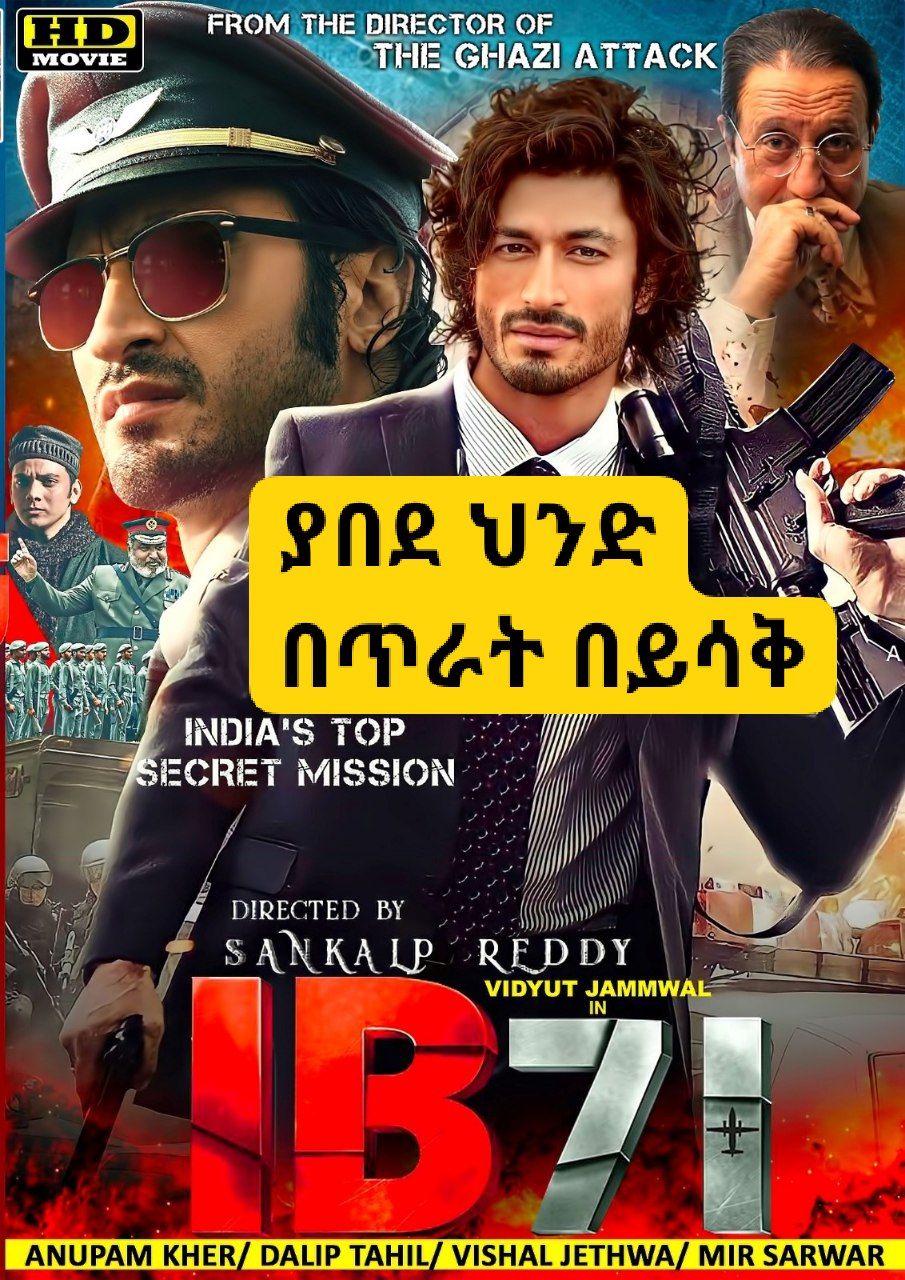 HD
MOVIE
FROM THE DIRECTOR OF
THE GHAZI ATTACK
ያበደ ህንድ
በጥራት በይሳቅ
A
INDIA'S TOP
SECRET MISSION
DIRECTED BY
SANKALP REDDY
VIDYUT JAMMWAL
IN
IB71
ANUPAM KHER/ DALIP TAHIL/ VISHAL JETHWA/ MIR SARWAR